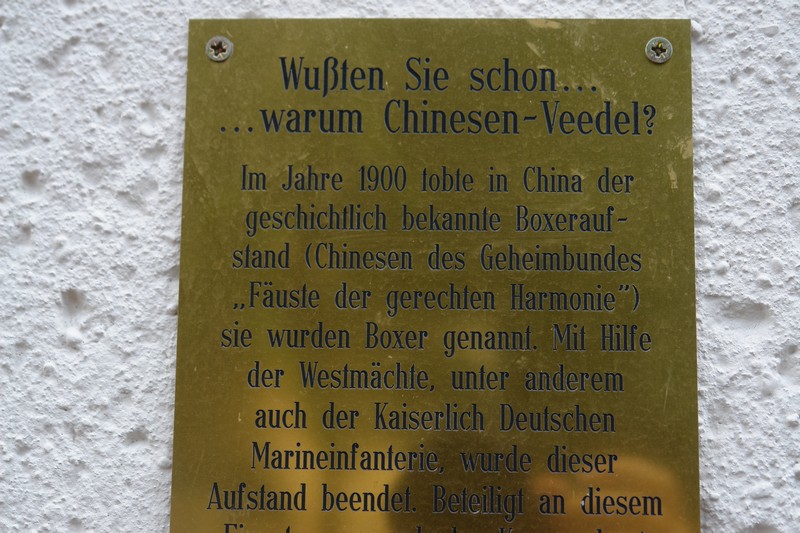 Wußten Sie schon...
...warum Chinesen-Veedel?
Im Jahre 1900 tobte in China der
geschichtlich bekannte Boxerauf-
stand (Chinesen des Geheimbundes
„Fäuste der gerechten Harmonie”)
sie wurden Boxer genannt. Mit Hilfe
der Westmächte, unter anderem
auch der Kaiserlich Deutschen
Marineinfanterie, wurde dieser
Aufstand beendet. Beteiligt an diesem